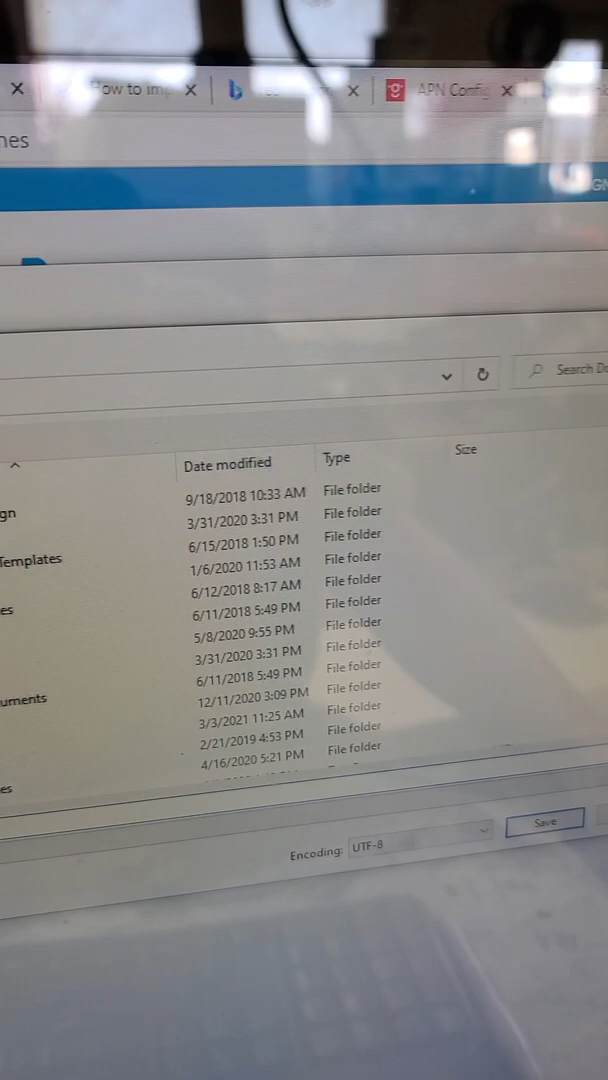 How to im
APN Config
nes
GN
Search Do
Date modified Type Size
9/18/2018 10:33 AM File folder
gn 3/31/2020 3:31 PM File folder
6/15/2018 1:50 PM File folder
Templates 1/6/2020 11:53 AM File folder
6/12/2018 8:17 AM File folder
es 6/11/2018 5:49 PM File folder
5/8/2020 9:55 PM File folder
3/31/2020 3:31 PM File folder
6/11/2018 5:49 PM File folder
uments 12/11/2020 3:09 PM File folder
3/3/2021 11:25 AM File folder
2/21/2019 4:53 PM File folder
es 4/16/2020 5:21 PM File folder
Encoding: UTF-8 Save